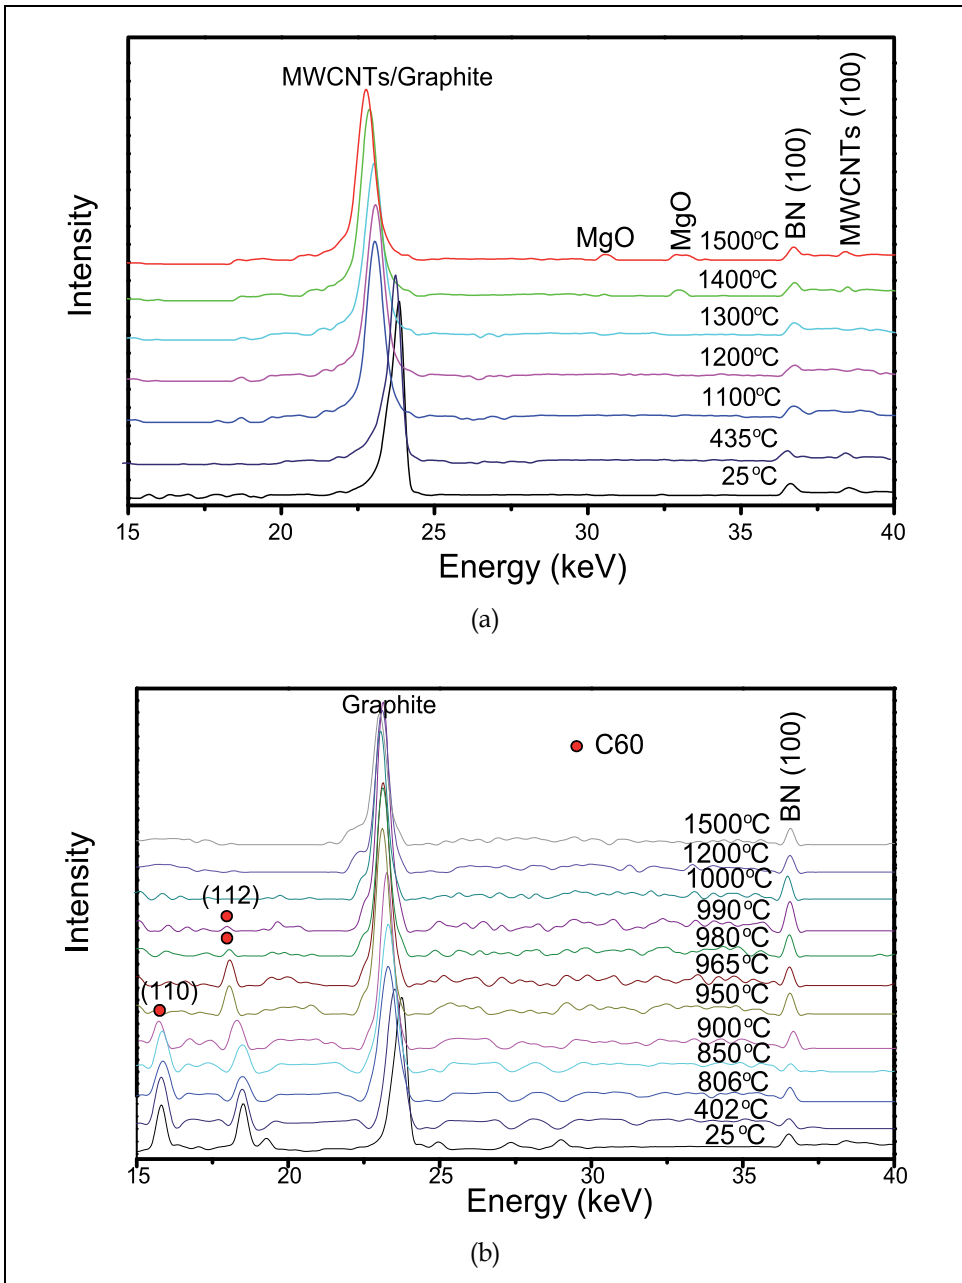 MWCNTs/Graphite
Intensity
MgO
MgO
BN (100)
MWCNTs (100)
1500°C
1400°C
1300°C
1200°C
1100°C
435°C
25°C
15 20 25 30 35 40
Energy (keV)
(a)
Graphite
C60
BN (100)
Intensity
(112)
(110)
1500°C
1200°C
1000°C
990°C
980°C
965°C
950°C
900°C
850°C
806°C
402°C
25°C
15 20 25 30 35 40
Energy (keV)
(b)